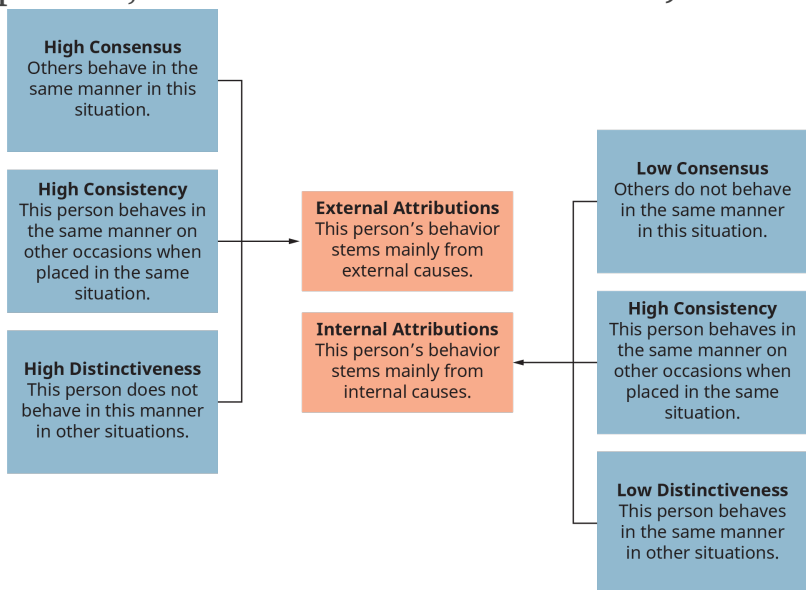 High Consensus
Others behave in the
same manner in this
situation.
High Consistency
This person behaves in
the same manner on
other occasions when
placed in the same
situation.
High Distinctiveness
This person does not
behave in this manner
in other situations.
External Attributions
This person’s behavior
stems mainly from
external causes.
Internal Attributions
This person’s behavior
stems mainly from
internal causes.
Low Consensus
Others do not behave
in the same manner
in this situation.
High Consistency
This person behaves in
the same manner on
other occasions when
placed in the same
situation.
Low Distinctiveness
This person behaves
in the same manner
in other situations.